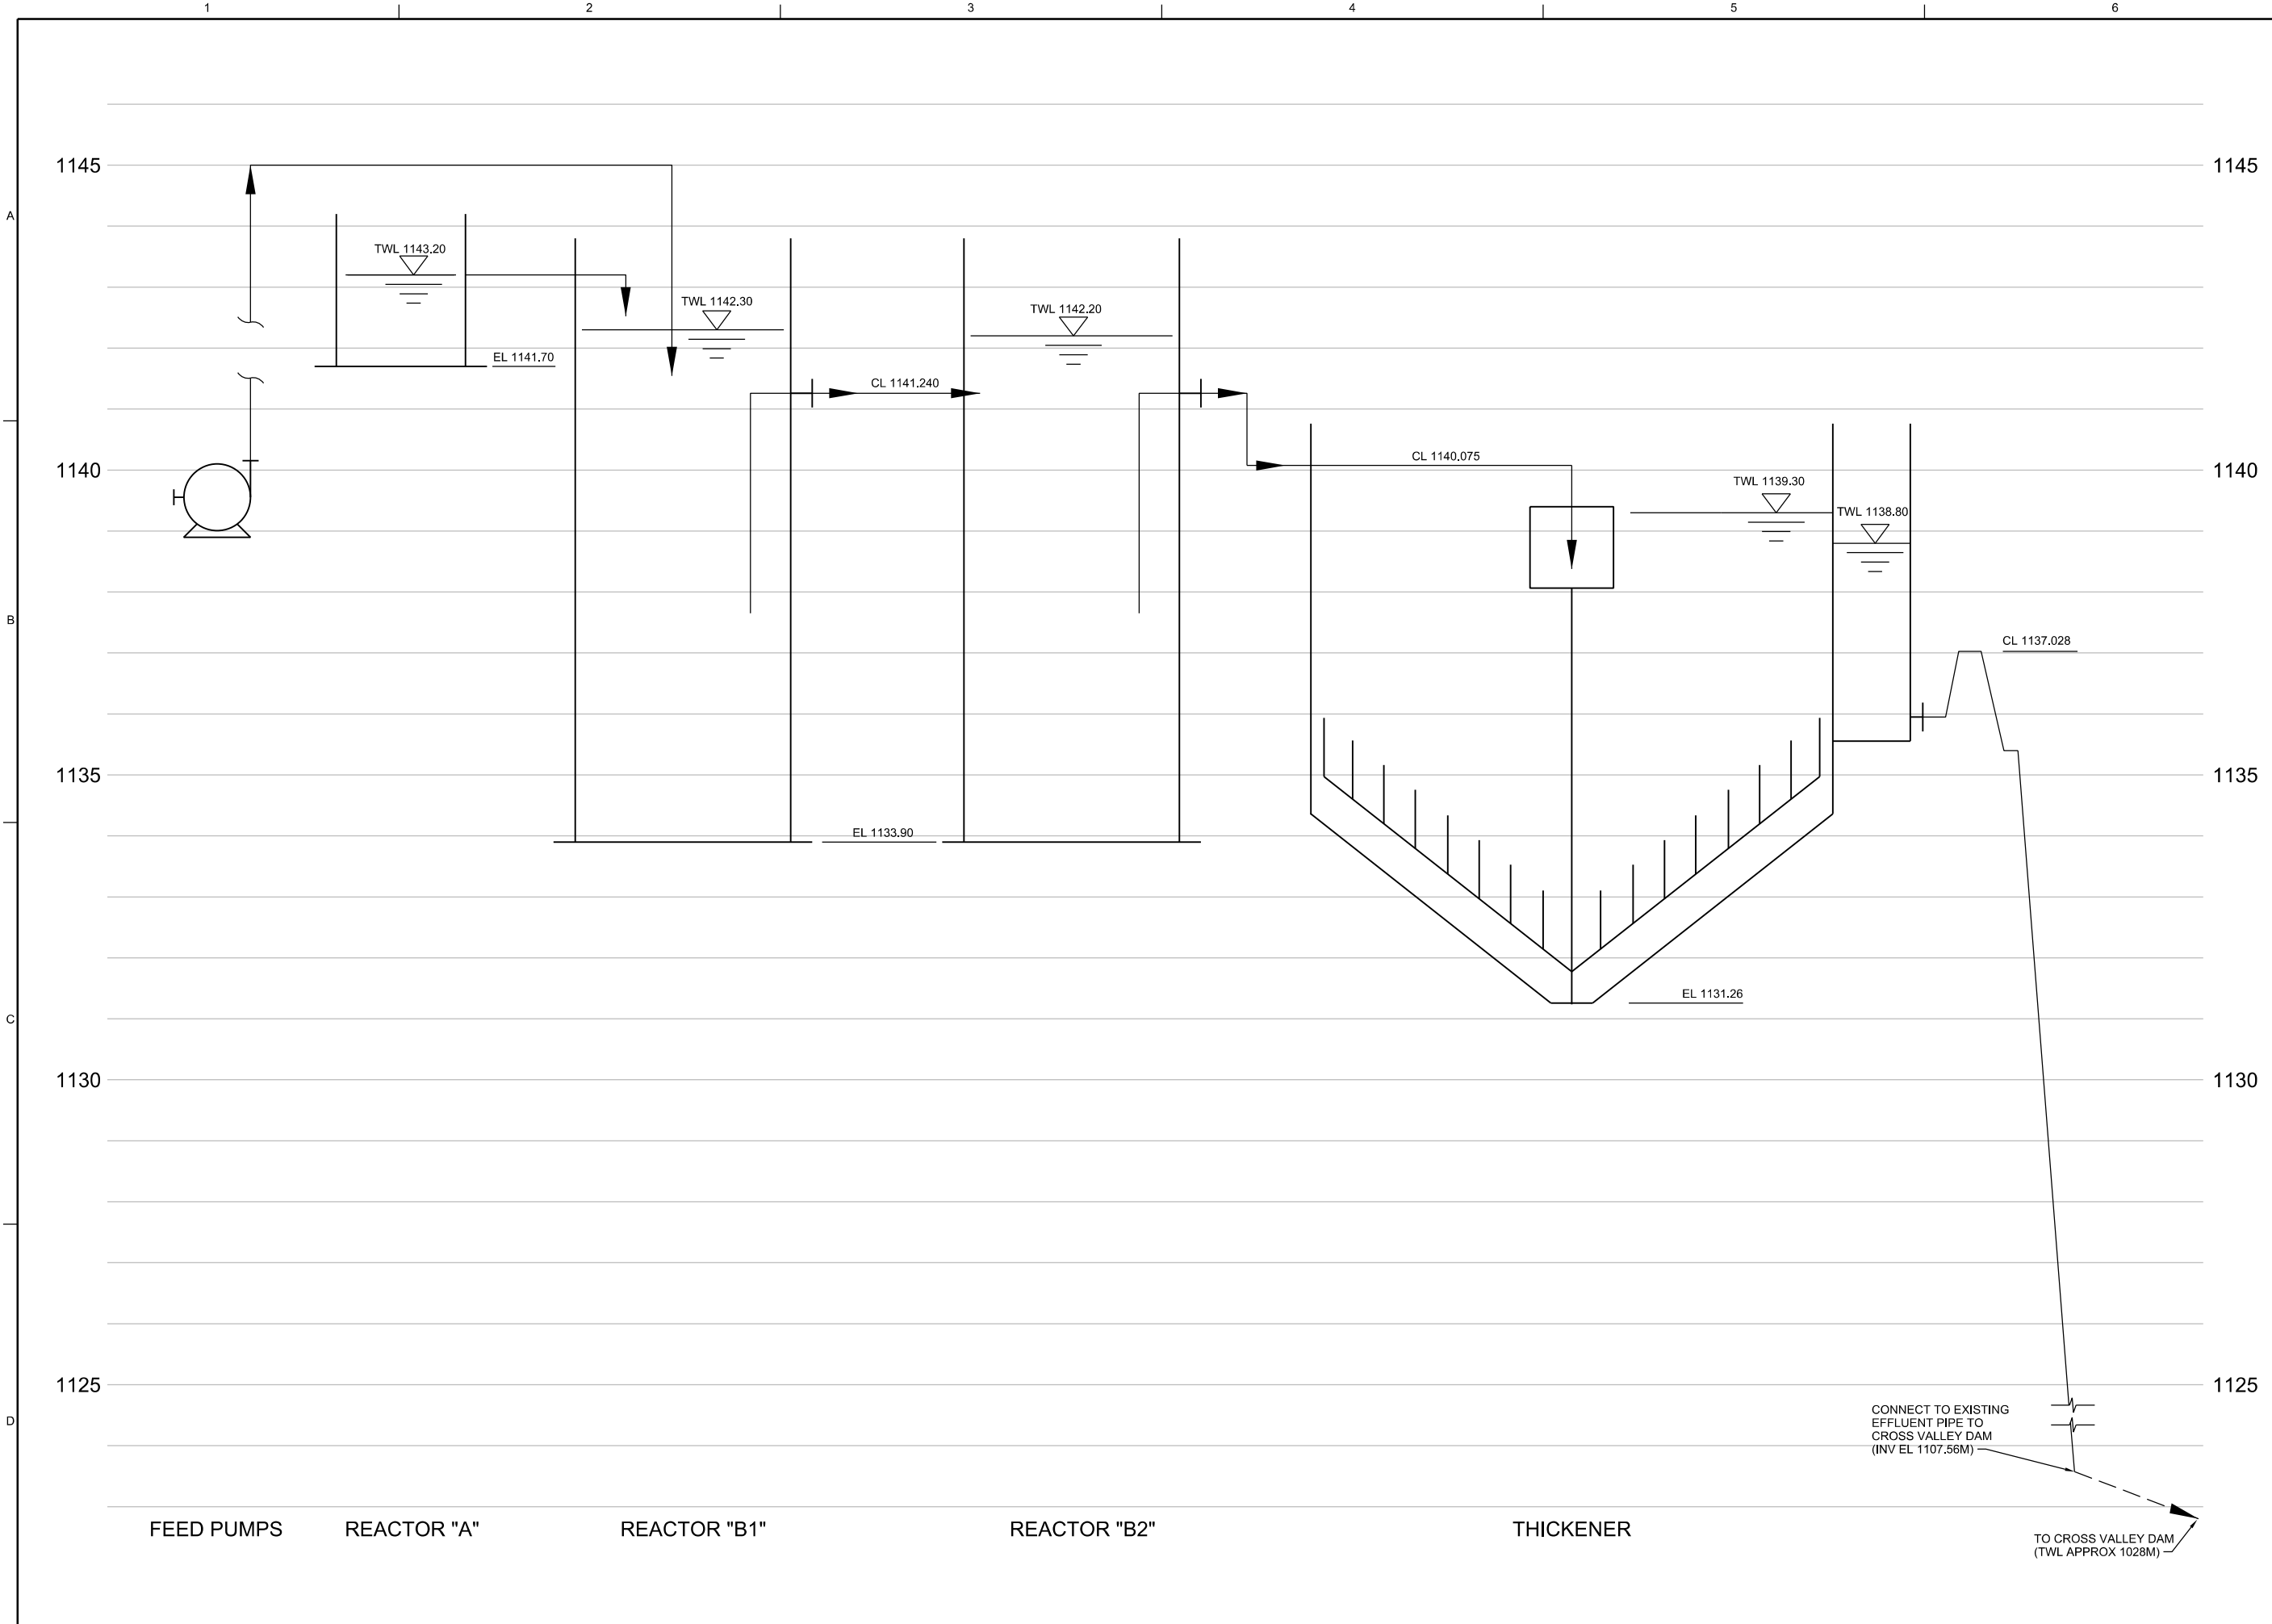 1
2
3
4
5
6
A
B
C
D
1145
1145
TWL 1143.20
TWL 1142.30
TWL 1142.20
EL 1141.70
CL 1141.240
1140
CL 1140.075
1140
TWL 1139.30
TWL 1138.80
CL 1137.028
1135
1135
EL 1133.90
EL 1131.26
1130
1130
1125
1125
CONNECT TO EXISTING
EFFLUENT PIPE TO
CROSS VALLEY DAM
(INV EL 1107.56M)
FEED PUMPS
REACTOR "A"
REACTOR "B1"
REACTOR "B2"
THICKENER
TO CROSS VALLEY DAM
(TWL APPROX 1028M)